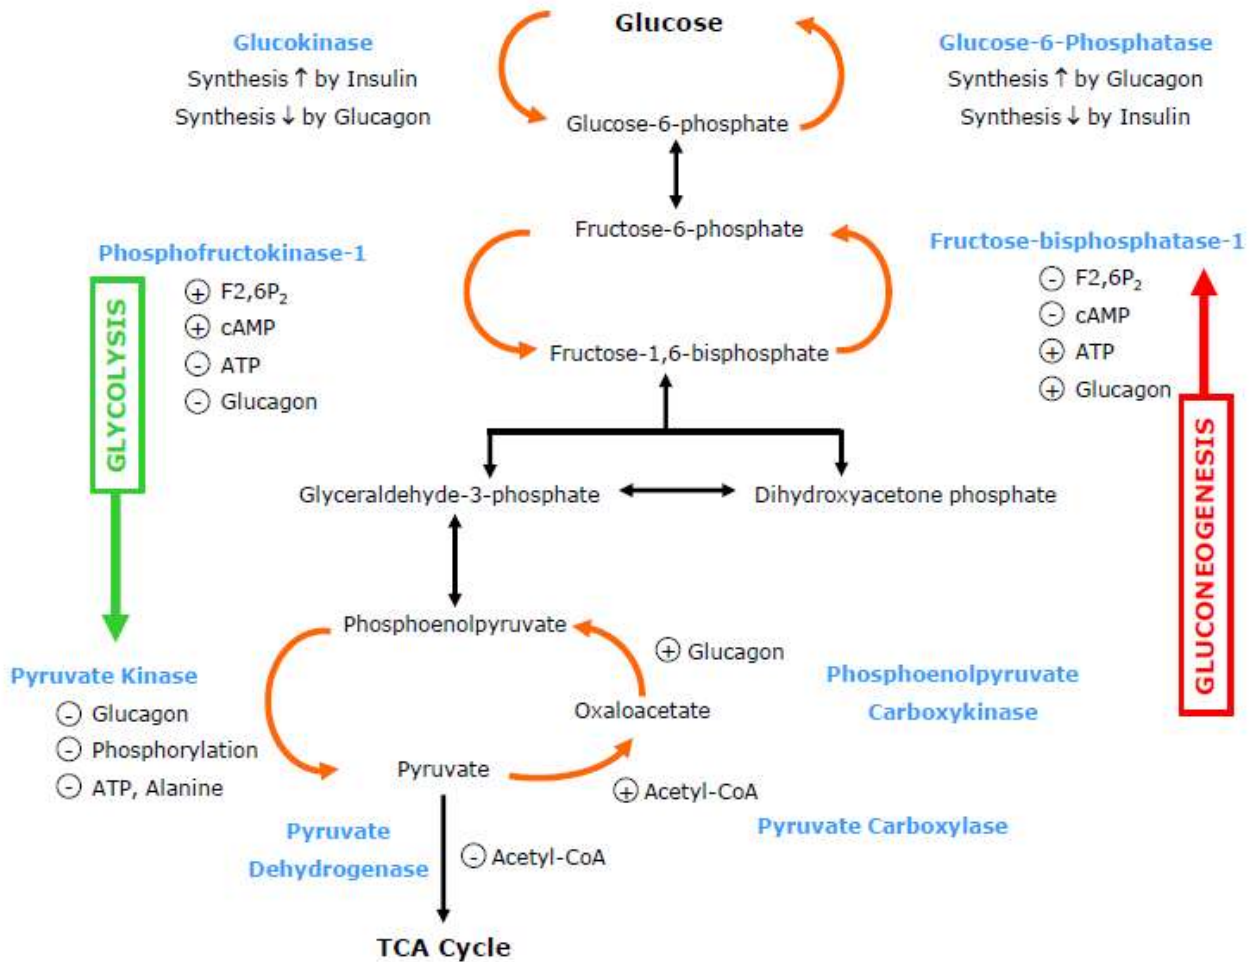 Glucose
Glucokinase
Synthesis ↑ by Insulin
Synthesis ↓ by Glucagon
Glucose-6-Phosphatase
Synthesis ↑ by Glucagon
Synthesis ↓ by Insulin
Glucose-6-phosphate
Fructose-6-phosphate
Phosphofructokinase-1
+ F2,6P₂
+ cAMP
- ATP
- Glucagon
GLYCOLYSIS
Fructose-bisphosphatase-1
- F2,6P₂
- cAMP
+ ATP
+ Glucagon
GLUCONEOGENESIS
Fructose-1,6-bisphosphate
Glyceraldehyde-3-phosphate
Dihydroxyacetone phosphate
Phosphoenolpyruvate
+ Glucagon
Pyruvate Kinase
- Glucagon
- Phosphorylation
- ATP, Alanine
Phosphoenolpyruvate
Carboxykinase
Oxaloacetate
Pyruvate
+ Acetyl-CoA
Pyruvate Carboxylase
Pyruvate
Dehydrogenase
- Acetyl-CoA
TCA Cycle